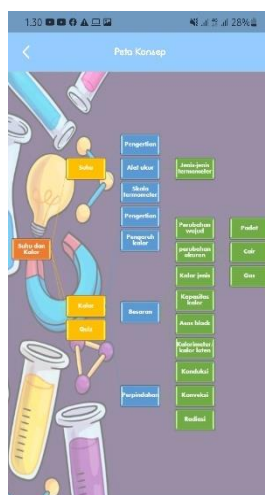 1.30
28%
Peta Konsep
Pengertian
Suhu
Alat ukur
Jenis-jenis
termometer
Skala
termometer
Pengertian
Suhu dan
Kalor
Pengaruh
kalor
Perubahan
wujud
Padat
perubahan
ukuran
Cair
Kalor jenis
Gas
Kalor
Besaran
Kapasitas
kalor
Quiz
Asas black
Kalorimeter
kalor laten
Konduksi
Perpindahan
Konveksi
Radiasi